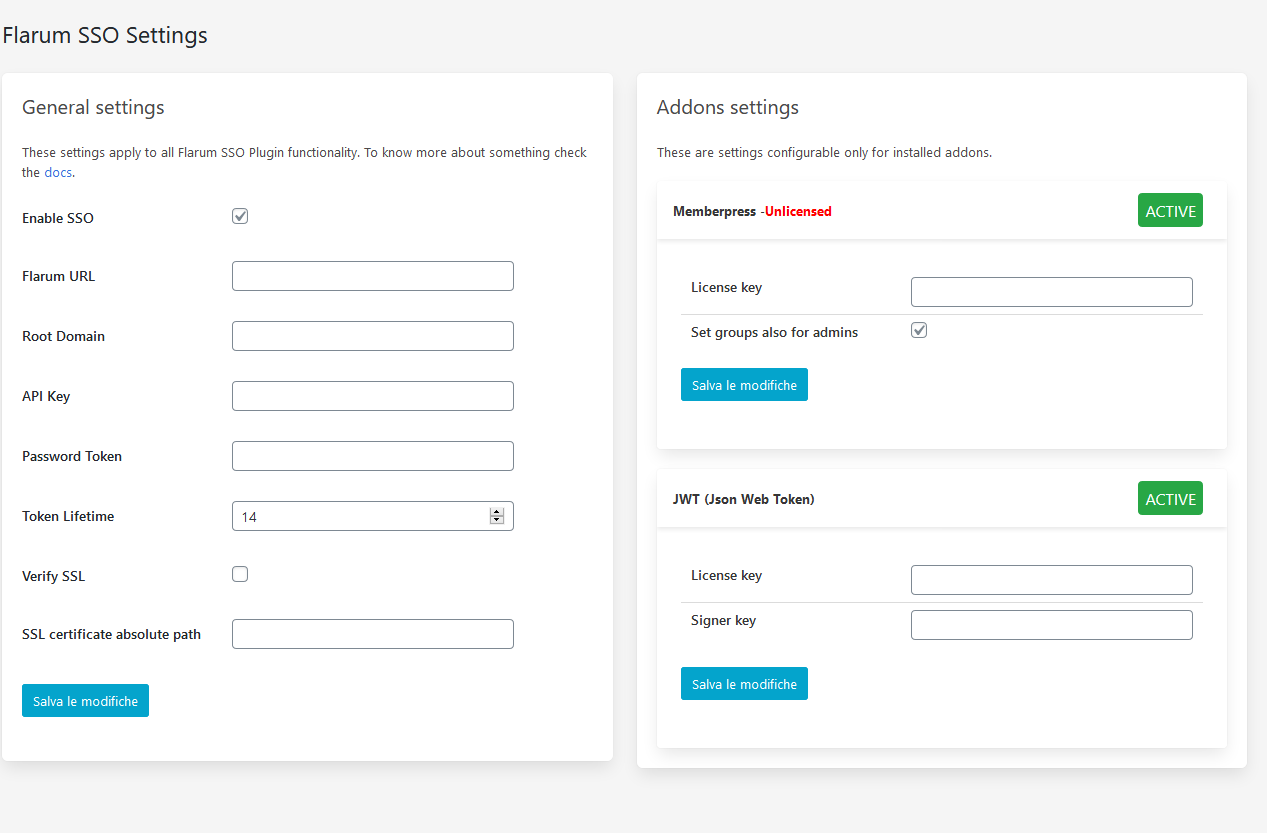 Flarum SSO Settings
General settings
These settings apply to all Flarum SSO Plugin functionality. To know more about something check
the docs.
Enable SSO
Flarum URL
Root Domain
API Key
Password Token
Token Lifetime
14
Verify SSL
SSL certificate absolute path
Salva le modifiche
Addons settings
These are settings configurable only for installed addons.
Memberpress -Unlicensed
ACTIVE
License key
Set groups also for admins
Salva le modifiche
JWT (Json Web Token)
ACTIVE
License key
Signer key
Salva le modifiche